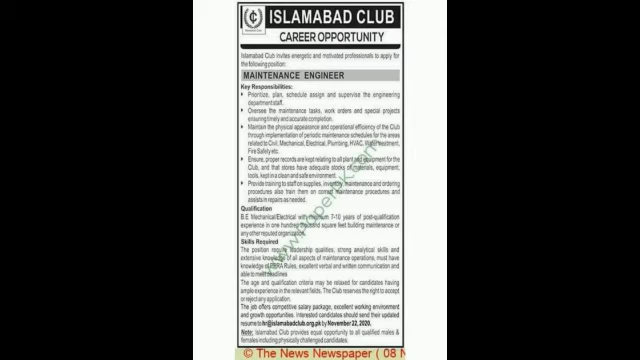 ISLAMABAD CLUB
CAREER OPPORTUNITY
Islamabad Club invites energetic and motivated professionals to apply for
the following position:
MAINTENANCE ENGINEER
Key Responsibilities:
Prioritize, plan, schedule assign and supervise the engineering
department staff.
Oversee the maintenance tasks, work orders and special projects
ensuring timely and accurate completion.
Maintain the physical appearance and operational efficiency of the Club
through implementation of periodic maintenance schedules for the areas
related to Civil, Mechanical, Electrical, Plumbing, HVAC, Water treatment,
Fire Safety etc.
Ensure, proper records are kept relating to all plant and equipment for the
Club, and that stores have adequate stocks of materials, equipment,
tools, kept in a clean and safe environment.
Provide training to staff on supplies, inventory, maintenance and ordering
procedures also train them on correct maintenance procedures and
assists in repairs as needed.
Qualification
B.E Mechanical/Electrical with minimum 7-10 years of post-qualification
experience in one hundred thousand square feet building maintenance or
any other reputed organization.
Skills Required
The position require leadership qualities, strong analytical skills and
extensive knowledge of all aspects of maintenance operations, must have
knowledge of PPRA Rules, excellent verbal and written communication and
able to meet deadlines
The age and qualification criteria may be relaxed for candidates having
ample experience in the relevant fields. The Club reserves the right to accept
or reject any application.
The job offers competitive salary package, excellent working environment
and growth opportunities. Interested candidates should send their updated
resume to hr@islamabadclub.org.pk by November 22, 2020.
Note: Islamabad Club provides equal opportunity to all qualified males &
females including physically challenged candidates.
© The News Newspaper ( 08 N